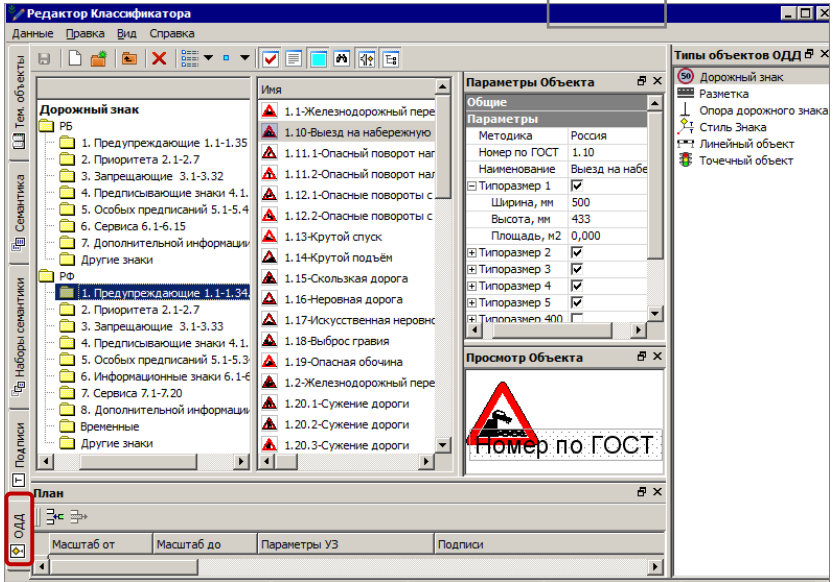 Редактор Классификатора
Данные Правка Вид Справка
Тем. объекты
Семантика
Наборы семантики
Подписи
ОДД
Дорожный знак
РБ
1. Предупреждающие 1.1-1.35
2. Приоритета 2.1-2.7
3. Запрещающие 3.1-3.32
4. Предписывающие знаки 4.1.
5. Особых предписаний 5.1-5.4
6. Сервиса 6.1-6.15
7. Дополнительной информации
Другие знаки
РФ
1. Предупреждающие 1.1-1.34.
2. Приоритета 2.1-2.7
3. Запрещающие 3.1-3.33
4. Предписывающие знаки 4.1.
5. Особых предписаний 5.1-5.3
6. Информационные знаки 6.1-6
7. Сервиса 7.1-7.20
8. Дополнительной информации
Временные
Другие знаки
Имя
1.1-Железнодорожный пере
1.10-Выезд на набережную
1.11.1-Опасный поворот наг
1.11.2-Опасный поворот нал
1.12.1-Опасные повороты с
1.12.2-Опасные повороты с
1.13-Крутой спуск
1.14-Крутой подъём
1.15-Скользкая дорога
1.16-Неровная дорога
1.17-Искусственная неровнс
1.18-Выброс гравия
1.19-Опасная обочина
1.2-Железнодорожный пере
1.20.1-Сужение дороги
1.20.2-Сужение дороги
1.20.3-Сужение дороги
Параметры Объекта
Общие
Параметры
Методика Россия
Номер по ГОСТ 1.10
Наименование Выезд на набе
Типоразмер 1
Ширина, мм 500
Высота, мм 433
Площадь, м2 0,000
Типоразмер 2
Типоразмер 3
Типоразмер 4
Типоразмер 5
Типоразмер 400
Просмотр Объекта
Номер по ГОСТ
Типы объектов ОДД
50 Дорожный знак
Разметка
Опора дорожного знака
Стиль Знака
Линейный объект
Точечный объект
План
Масштаб от Масштаб до Параметры УЗ Подписи